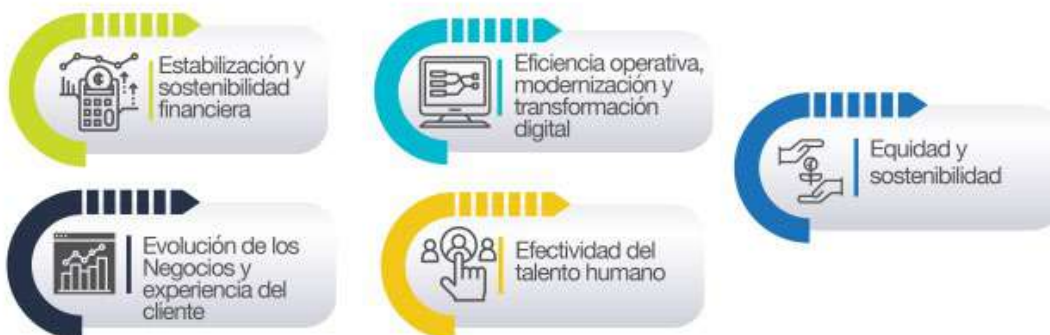 Estabilización y
sostenibilidad
financiera
Eficiencia operativa,
modernización y
transformación
digital
Equidad y
sostenibilidad
Evolución de los
Negocios y
experiencia del
cliente
Efectividad del
talento humano